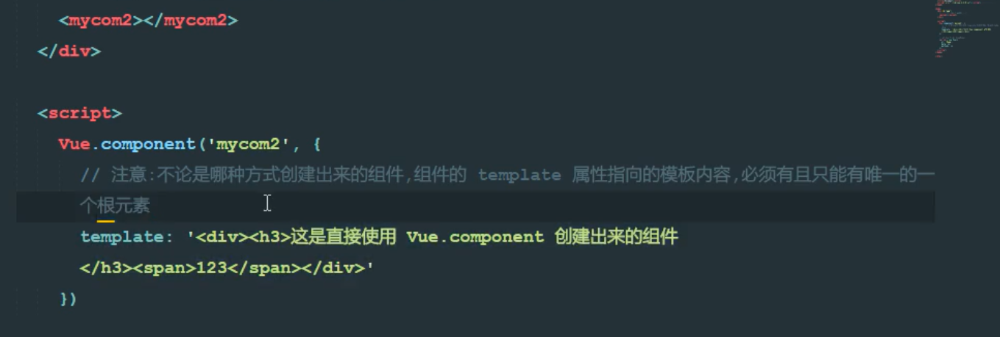 <mycom2></mycom2>
</div>
<script>
Vue.component('mycom2', {
// 注意:不论是哪种方式创建出来的组件,组件的 template 属性指向的模板内容,必须有且只能有唯一的一
个根元素
template: '<div><h3>这是直接使用 Vue.component 创建出来的组件
</h3><span>123</span></div>'
})